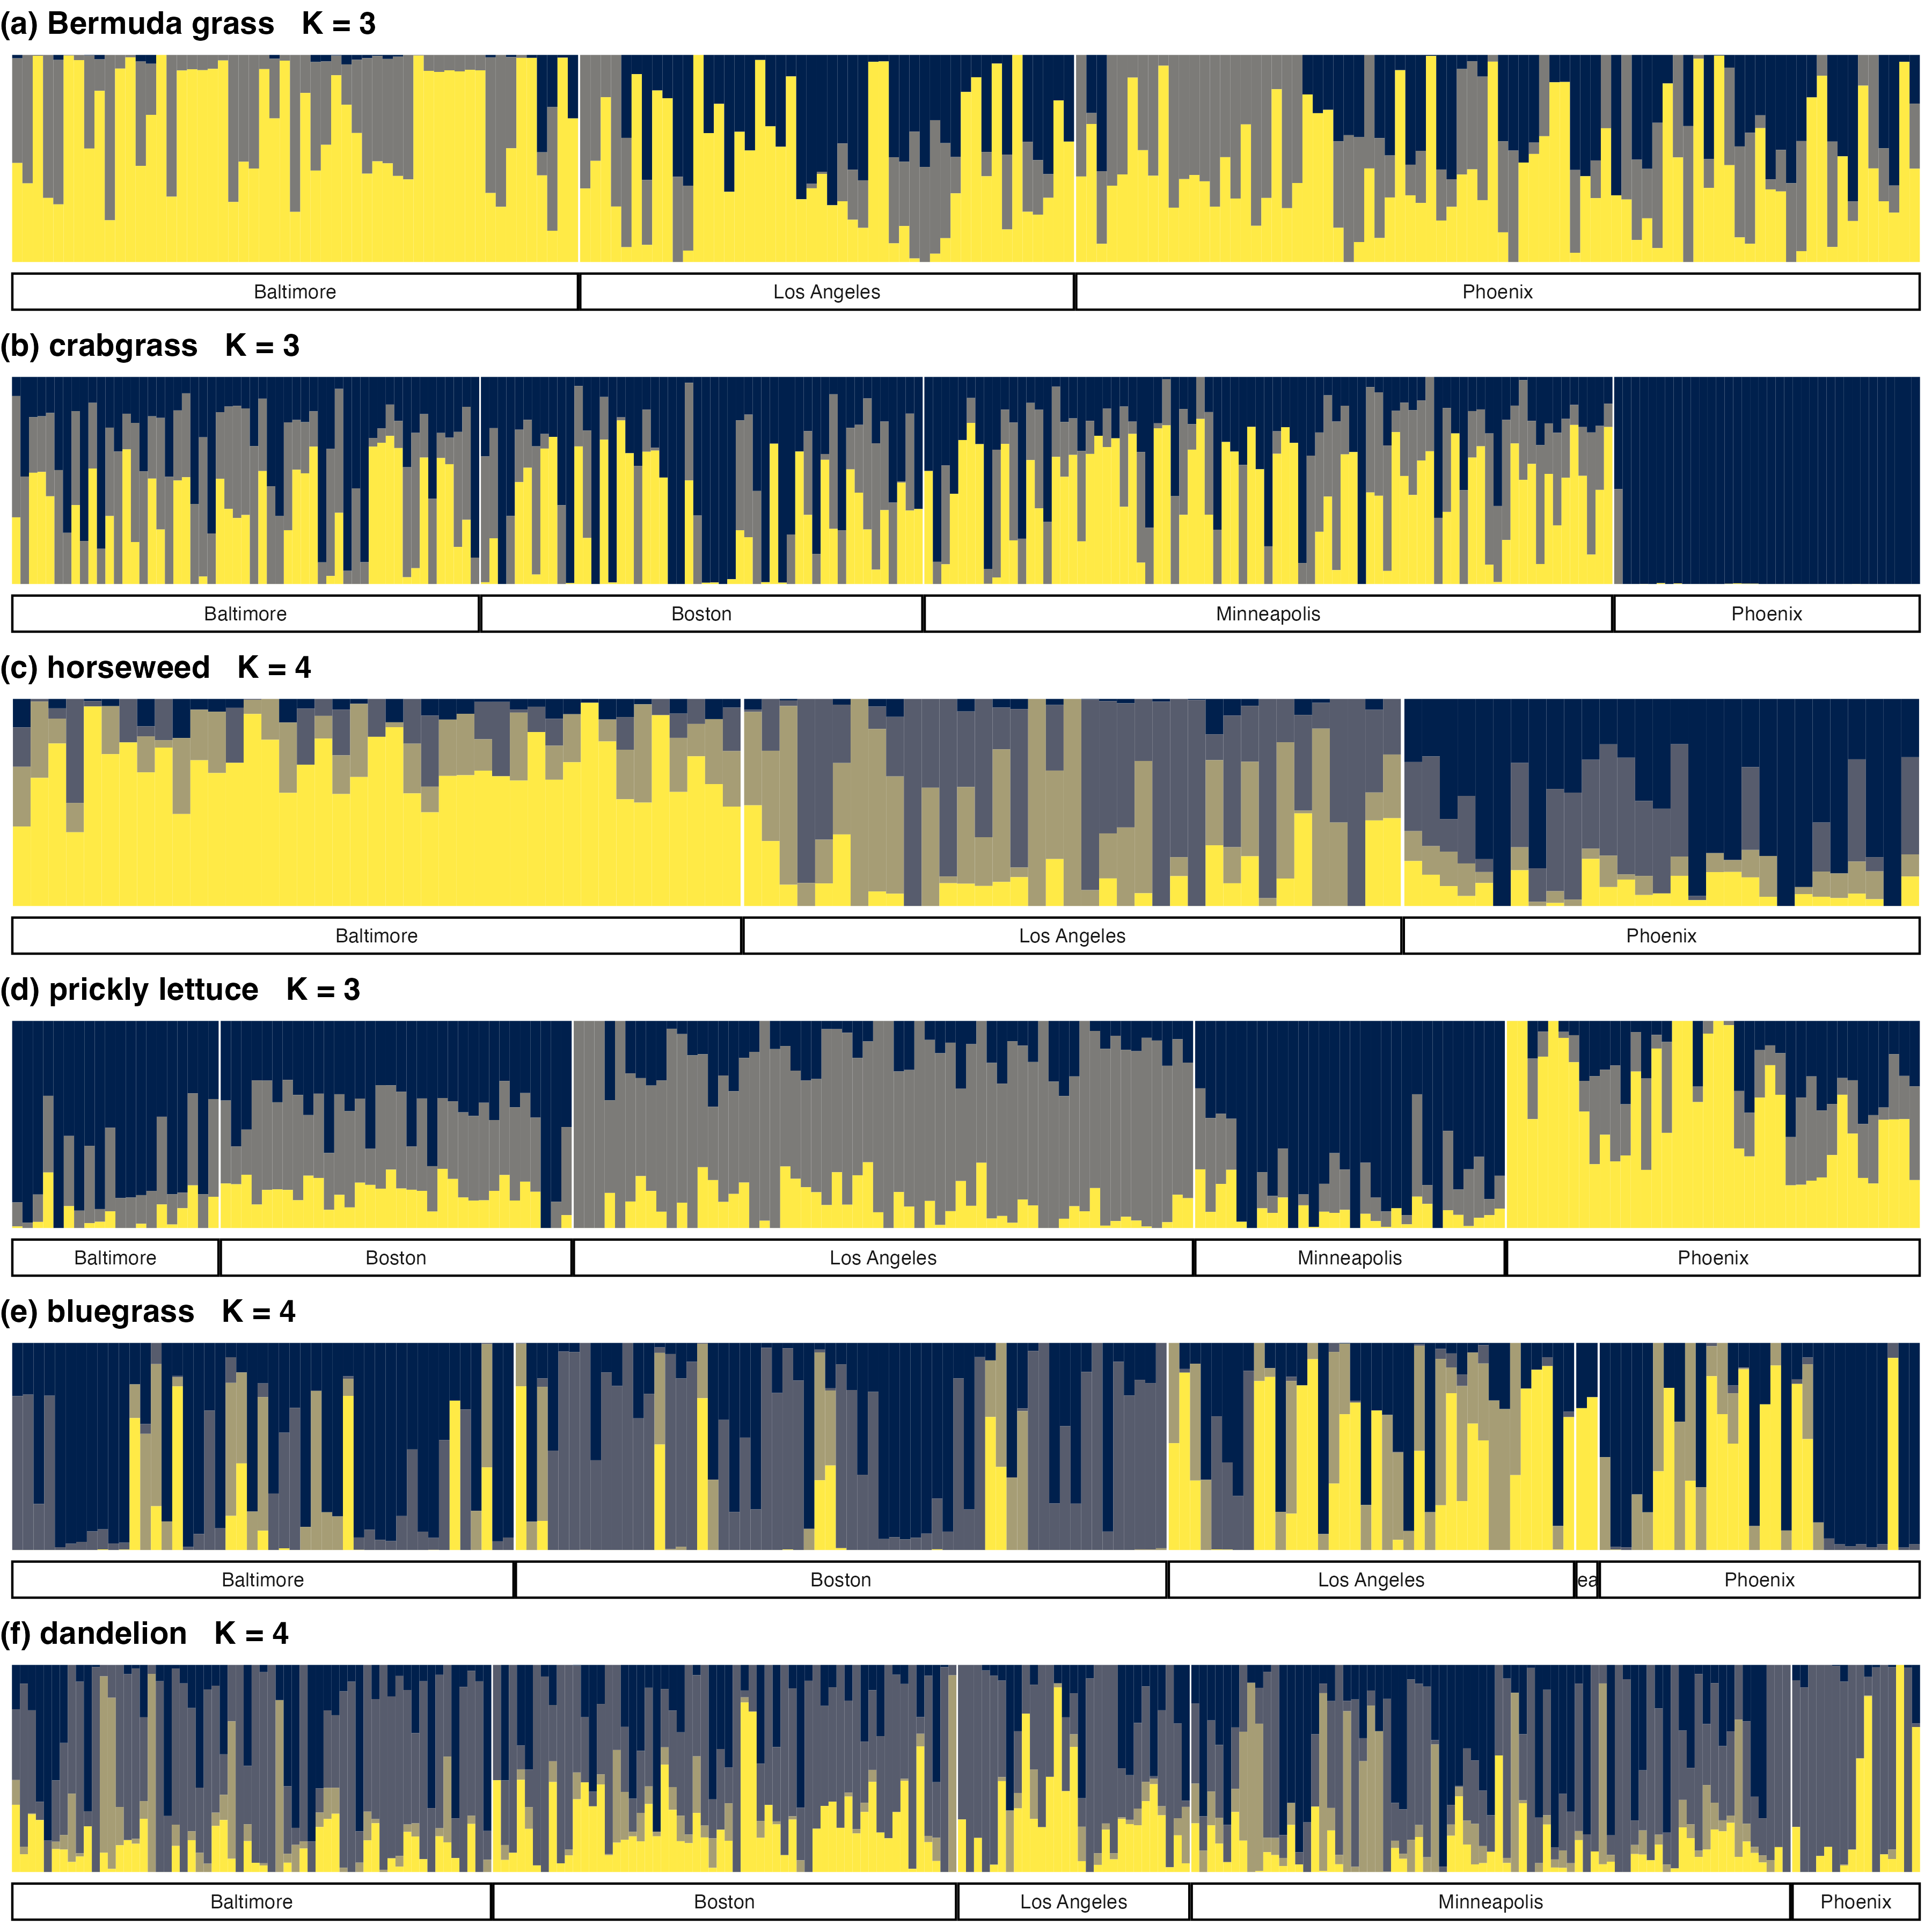 (a) Bermuda grass K = 3
Baltimore Los Angeles Phoenix
(b) crabgrass K = 3
Baltimore Boston Minneapolis Phoenix
(c) horseweed K = 4
Baltimore Los Angeles Phoenix
(d) prickly lettuce K = 3
Baltimore Boston Los Angeles Minneapolis Phoenix
(e) bluegrass K = 4
Baltimore Boston Los Angeles ea Phoenix
(f) dandelion K = 4
Baltimore Boston Los Angeles Minneapolis Phoenix